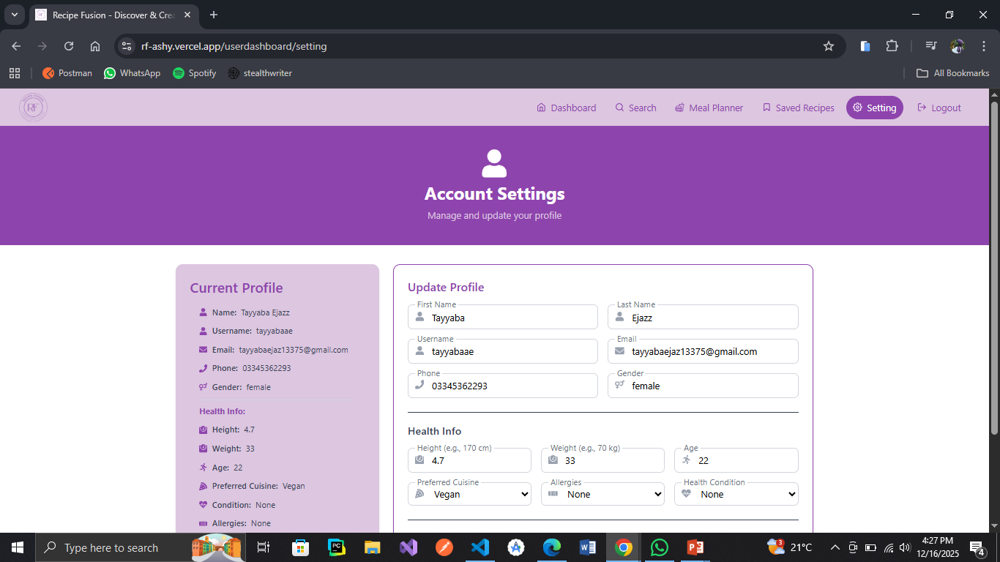 Recipe Fusion - Discover & Crea
rf-ashy.vercel.app/userdashboard/setting
Postman WhatsApp Spotify stealthwriter All Bookmarks
RF Dashboard Search Meal Planner Saved Recipes Setting Logout
Account Settings
Manage and update your profile
Current Profile
Name: Tayyaba Ejazz
Username: tayyabaae
Email: tayyabaejaz13375@gmail.com
Phone: 03345362293
Gender: female
Health Info:
Height: 4.7
Weight: 33
Age: 22
Preferred Cuisine: Vegan
Condition: None
Allergies: None
Update Profile
First Name Last Name
Tayyaba Ejazz
Username Email
tayyabaae tayyabaejaz13375@gmail.com
Phone Gender
03345362293 female
Health Info
Height (e.g., 170 cm) Weight (e.g., 70 kg) Age
4.7 33 22
Preferred Cuisine Allergies Health Condition
Vegan None None
Type here to search
PC
3 21°C
4:27 PM
12/16/2025
4